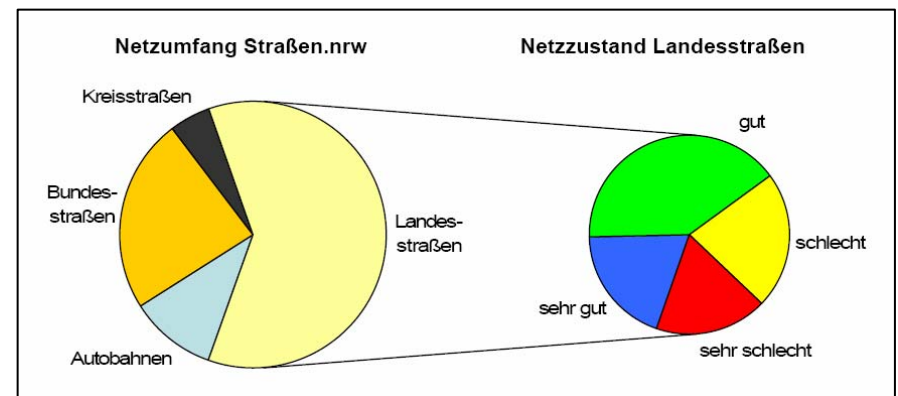 Netzumfang Straßen.nrw
Netzzustand Landesstraßen
Kreisstraßen
Bundes-
straßen
Landes-
straßen
Autobahnen
gut
schlecht
sehr gut
sehr schlecht